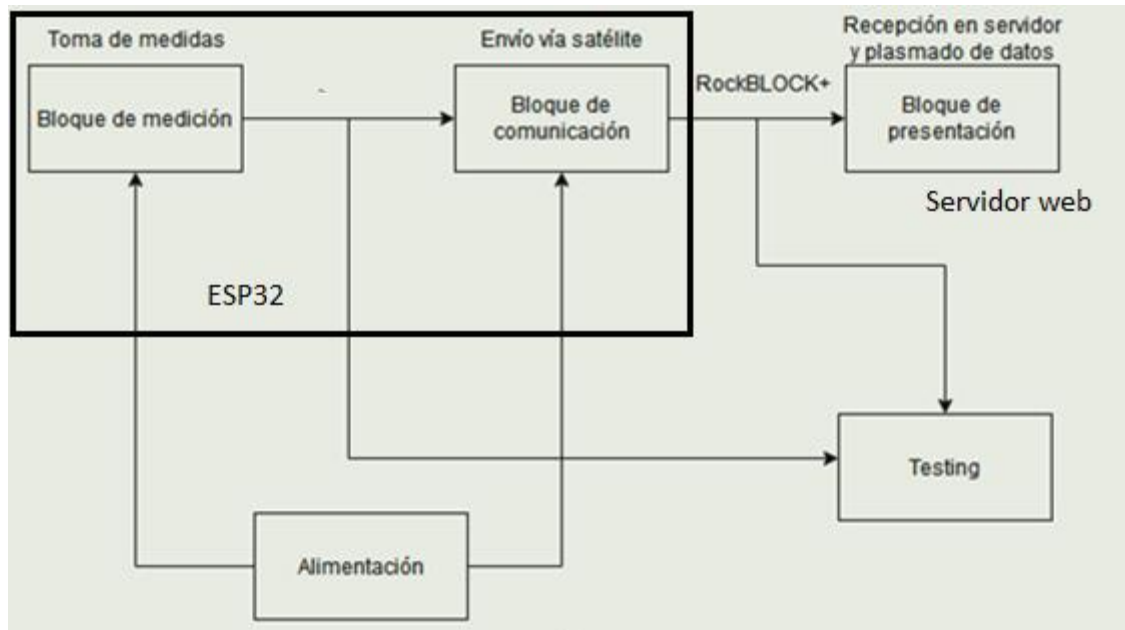 Toma de medidas
Envío vía satélite
Recepción en servidor
y plasmado de datos
Bloque de medición
Bloque de
comunicación
RockBLOCK+
Bloque de
presentación
Servidor web
ESP32
Testing
Alimentación